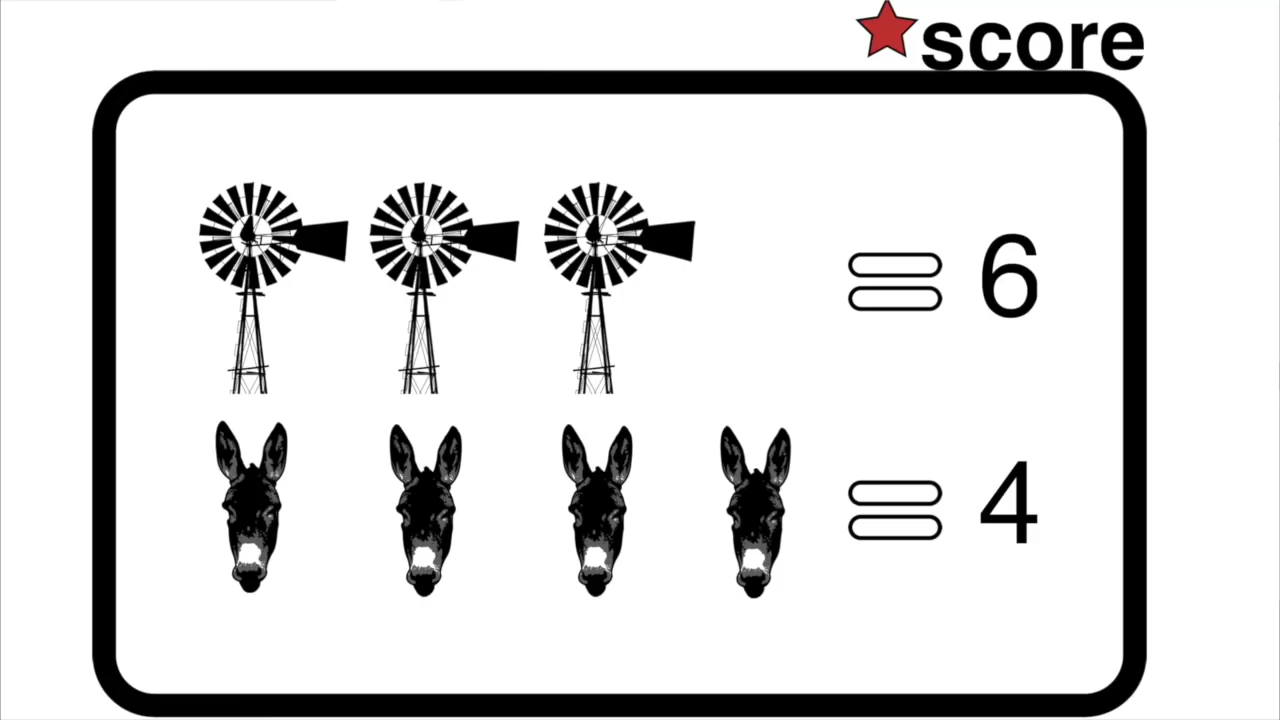 score
= 6
= 4